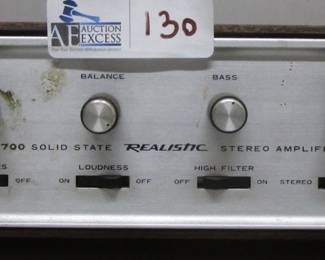 AUCTION
EXCESS
AE
130
BALANCE BASS
700 SOLID STATE REALISTIC STEREO AMPLIF
ES OFF LOUDNESS HIGH FILTER
ON OFF OFF ON STEREO